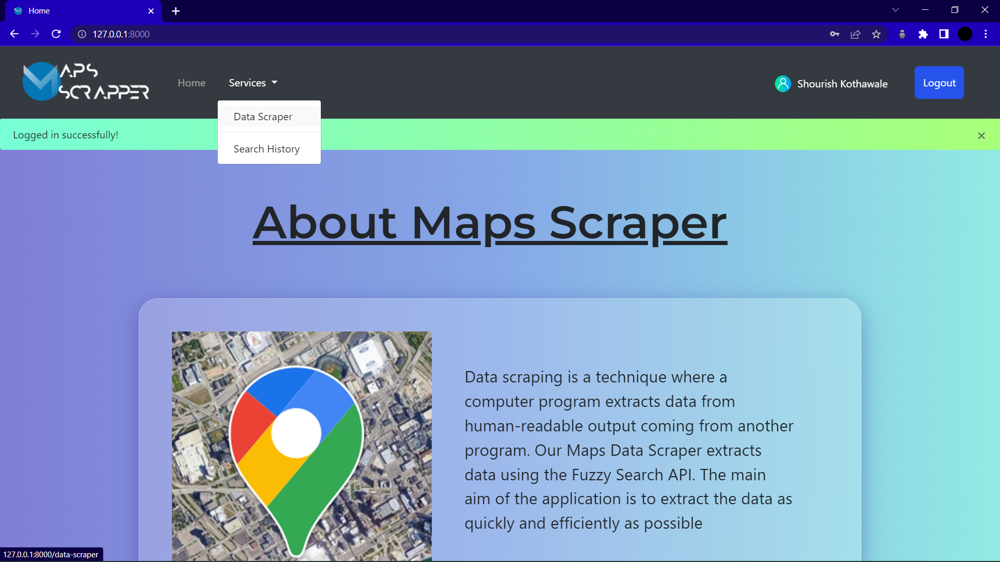 Home
127.0.0.1:8000
APS
SCRAPPER
Home
Services
Shourish Kothawale
Logout
Data Scraper
Search History
Logged in successfully!
About Maps Scraper
Data scraping is a technique where a
computer program extracts data from
human-readable output coming from another
program. Our Maps Data Scraper extracts
data using the Fuzzy Search API. The main
aim of the application is to extract the data as
quickly and efficiently as possible
127.0.0.1:8000/data-scraper